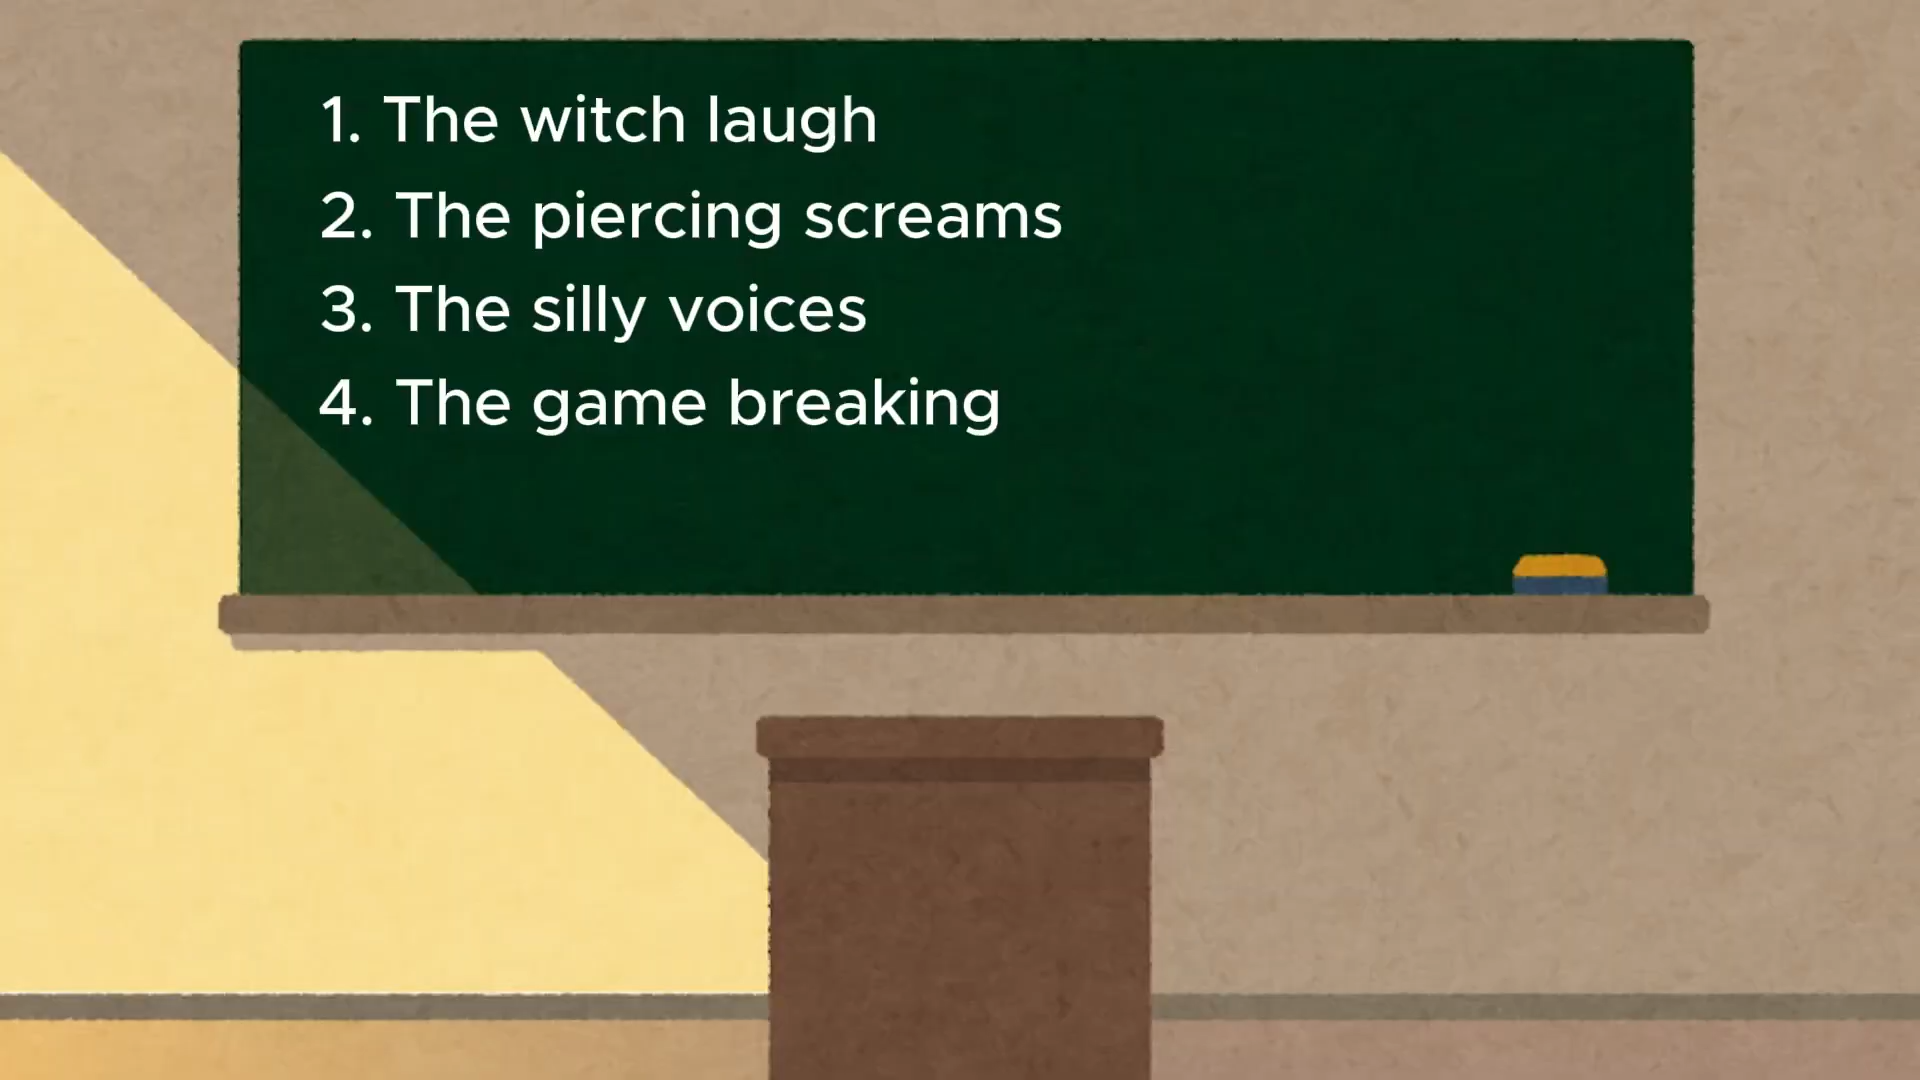 1. The witch laugh
2. The piercing screams
3. The silly voices
4. The game breaking